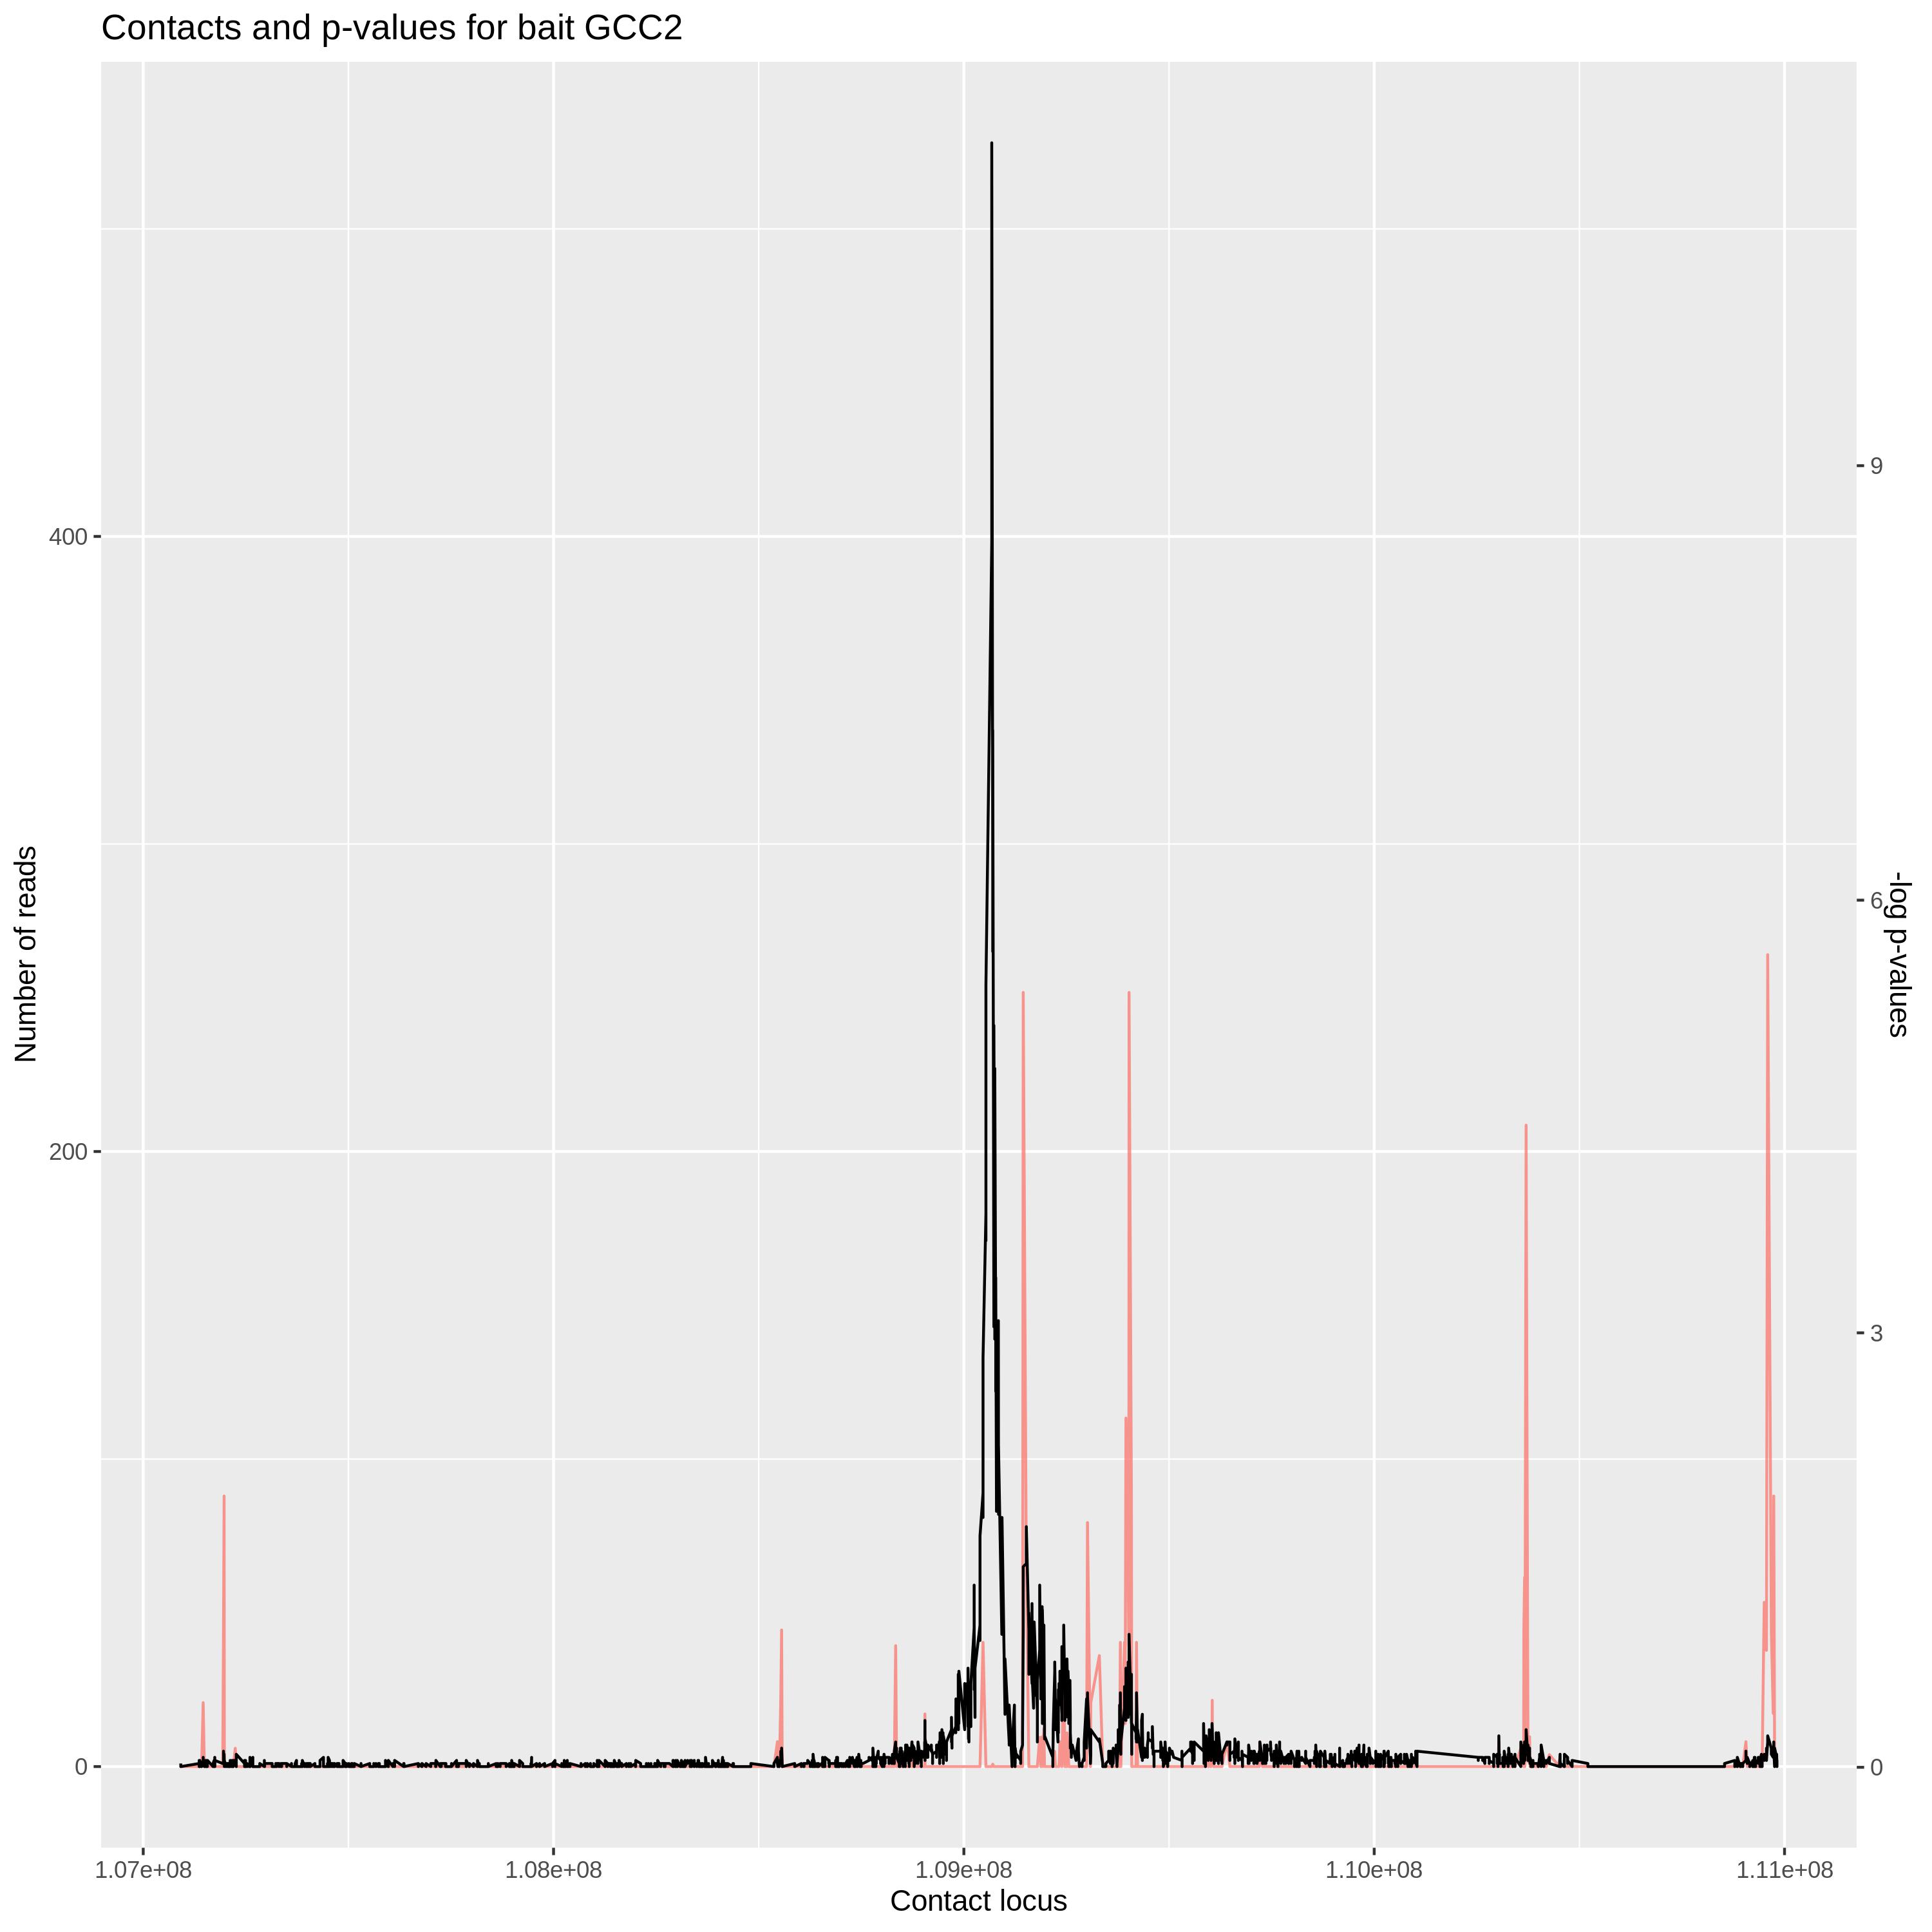 Contacts and p-values for bait GCC2
Number of reads
400
200
0
9
6
3
0
-log p-values
1.07e+08 1.08e+08 1.09e+08 1.10e+08 1.11e+08
Contact locus